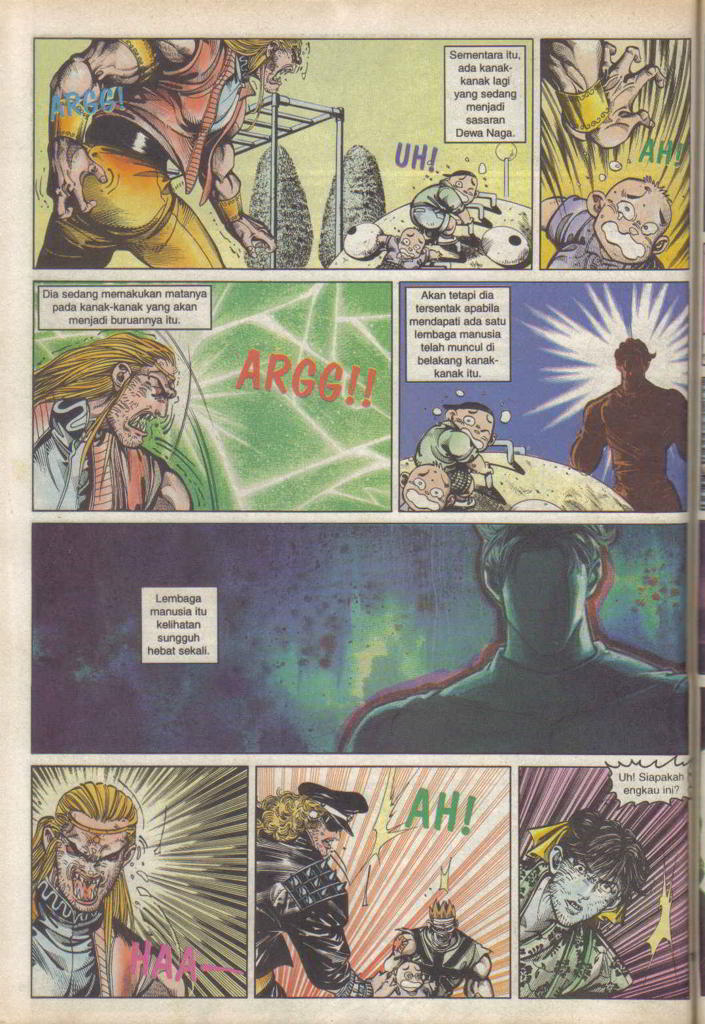 ARGG!
Sementara itu,
ada kanak-
kanak lagi
yang sedang
menjadi
sasaran
Dewa Naga.
UH!
AH!
Dia sedang memakukan matanya
pada kanak-kanak yang akan
menjadi buruannya itu.
ARGG!!
Akan tetapi dia
tersentak apabila
mendapati ada satu
lembaga manusia
telah muncul di
belakang kanak-
kanak itu.
Lembaga
manusia itu
kelihatan
sungguh
hebat sekali.
HAA—
AH!
Uh! Siapakah
engkau ini?